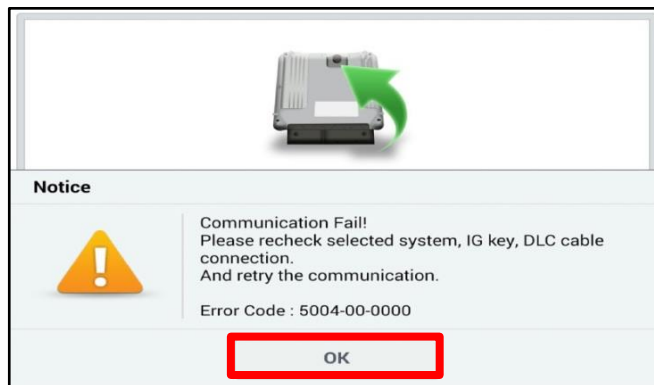 Notice
Communication Fail!
Please recheck selected system, IG key, DLC cable
connection.
And retry the communication.
Error Code : 5004-00-0000
OK